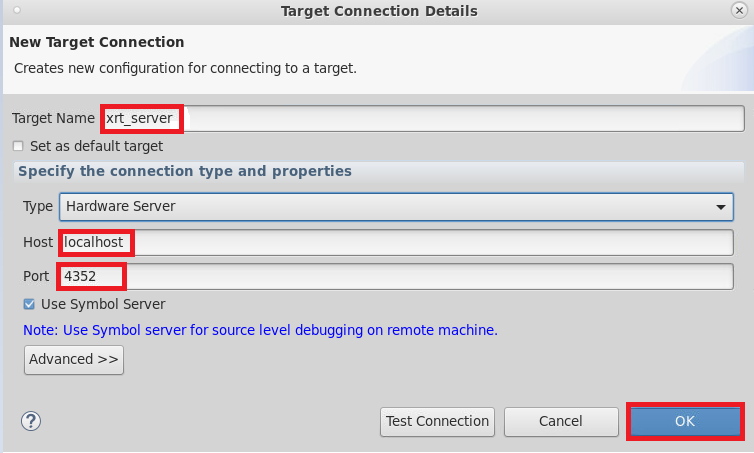 Target Connection Details
New Target Connection
Creates new configuration for connecting to a target.
Target Name xrt_server
Set as default target
Specify the connection type and properties
Type Hardware Server
Host localhost
Port 4352
Use Symbol Server
Note: Use Symbol server for source level debugging on remote machine.
Advanced >>
? Test Connection Cancel OK